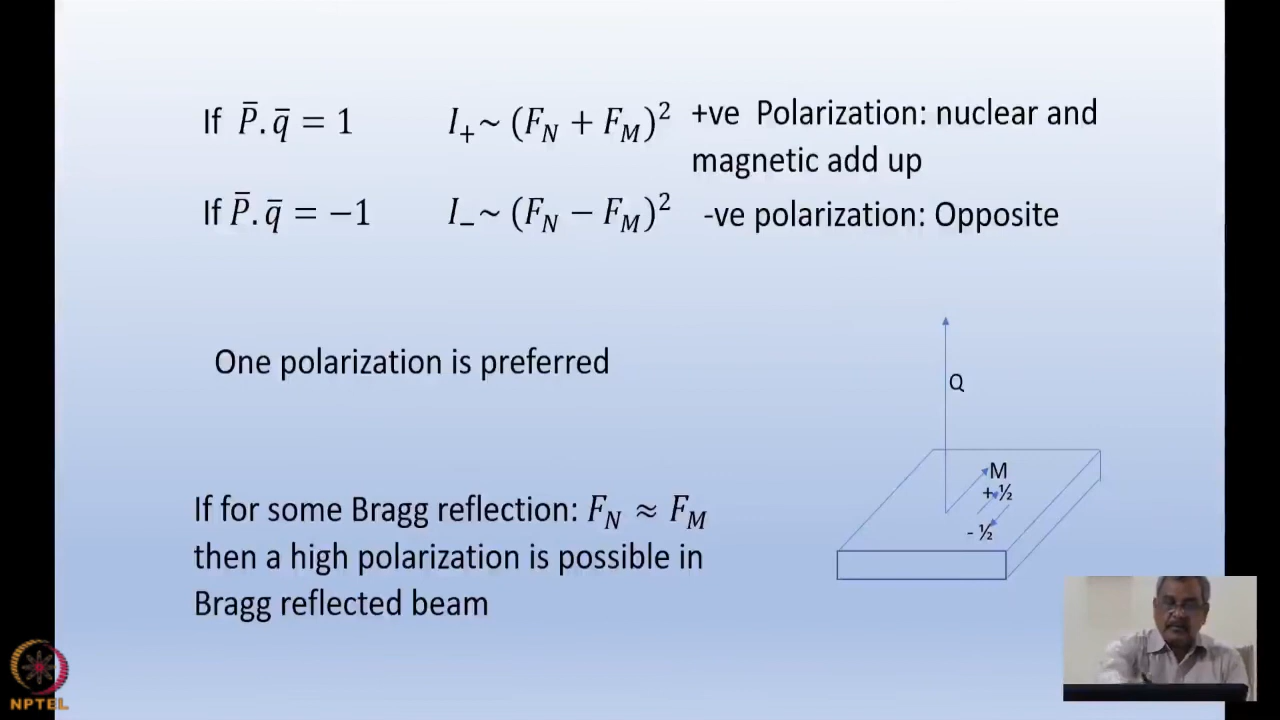 If P̄. q̄ = 1 I₊~ (F_N + F_M)² +ve Polarization: nuclear and
magnetic add up
If P̄. q̄ = −1 I₋~ (F_N − F_M)² -ve polarization: Opposite
One polarization is preferred
Q
M
+ ½
- ½
If for some Bragg reflection: F_N ≈ F_M
then a high polarization is possible in
Bragg reflected beam
NPTEL